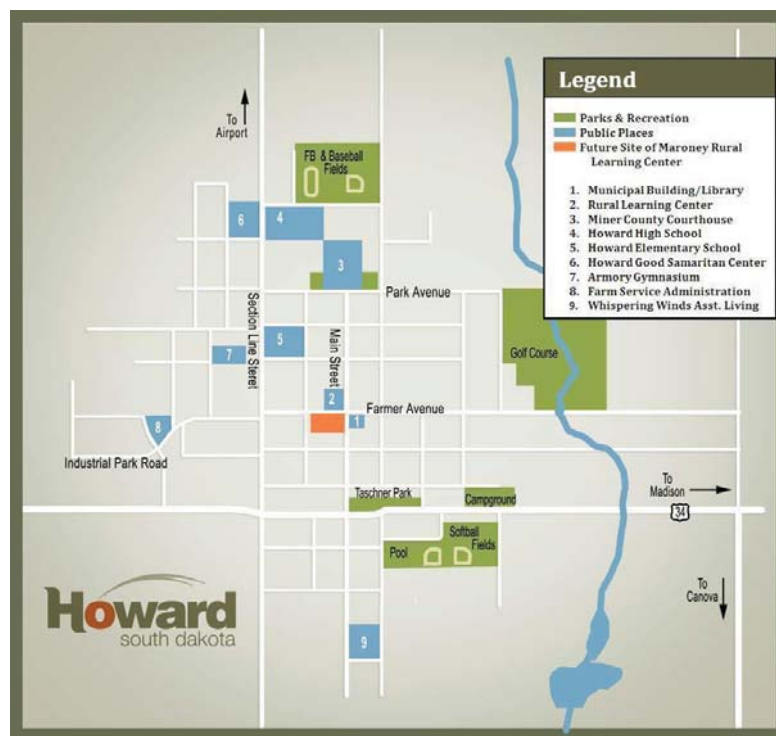 Legend
Parks & Recreation
Public Places
Future Site of Maroney Rural
Learning Center
1. Municipal Building/Library
2. Rural Learning Center
3. Miner County Courthouse
4. Howard High School
5. Howard Elementary School
6. Howard Good Samaritan Center
7. Armory Gymnasium
8. Farm Service Administration
9. Whispering Winds Asst. Living
To
Airport
FB & Baseball
Fields
6
4
3
Park Avenue
Section Line Steret
Main Street
5
7
Golf Course
2
Farmer Avenue
1
8
Industrial Park Road
Taschner Park
Campground
To
Madison
34
Softball
Fields
Pool
To
Canova
Howard
south dakota
9